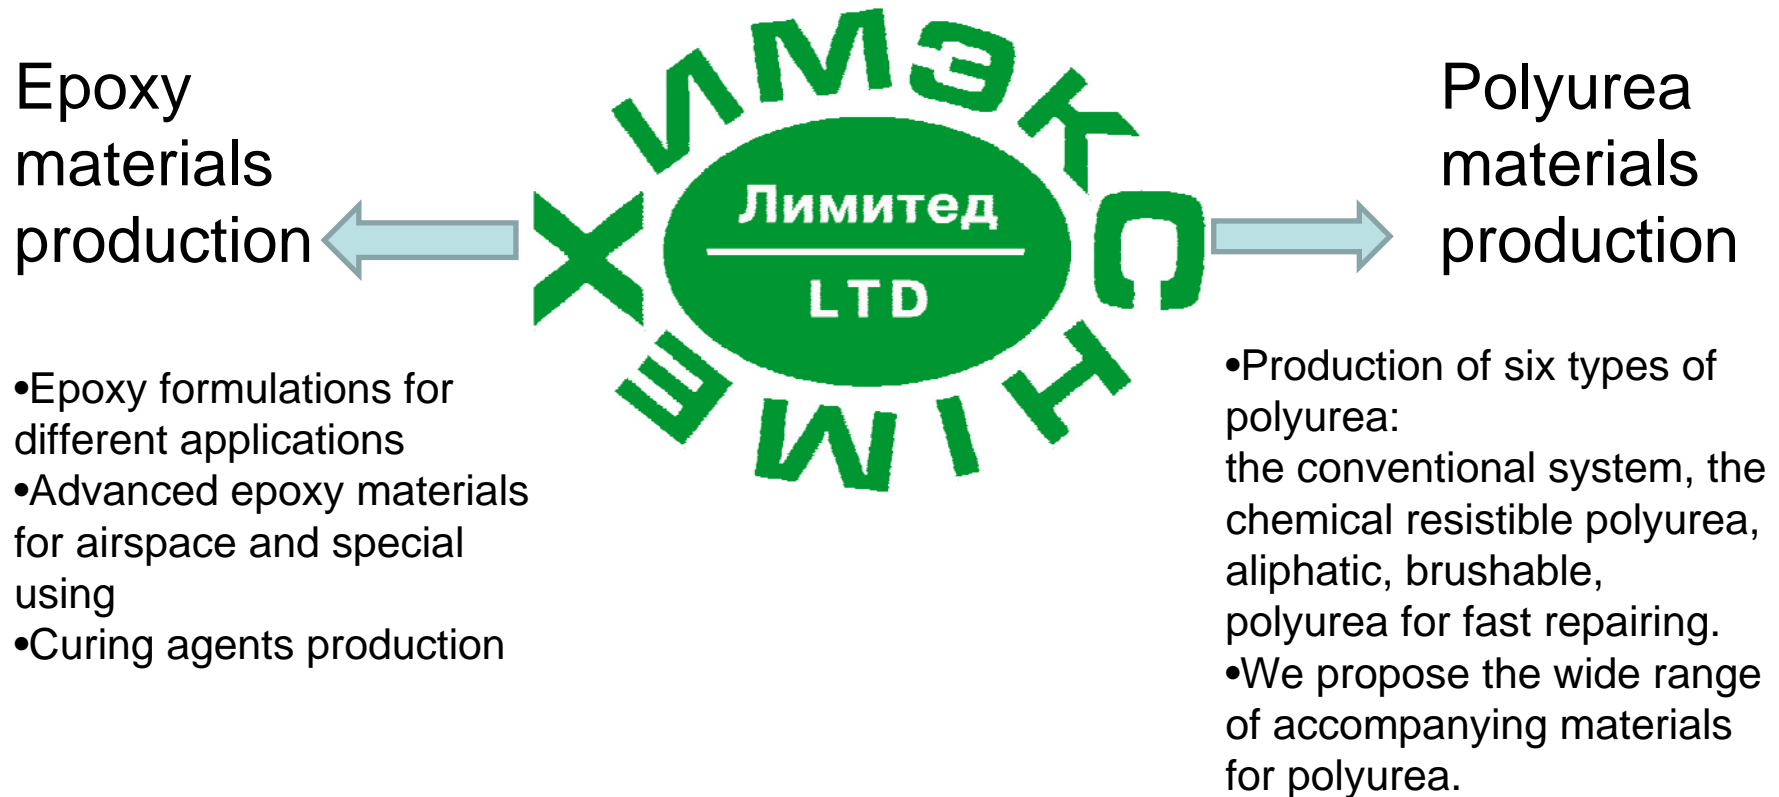 Epoxy
materials
production
ХИМЭКС
Лимитед
LTD
HIMEX
Polyurea
materials
production
•Epoxy formulations for
different applications
•Advanced epoxy materials
for airspace and special
using
•Curing agents production
•Production of six types of
polyurea:
the conventional system, the
chemical resistible polyurea,
aliphatic, brushable,
polyurea for fast repairing.
•We propose the wide range
of accompanying materials
for polyurea.